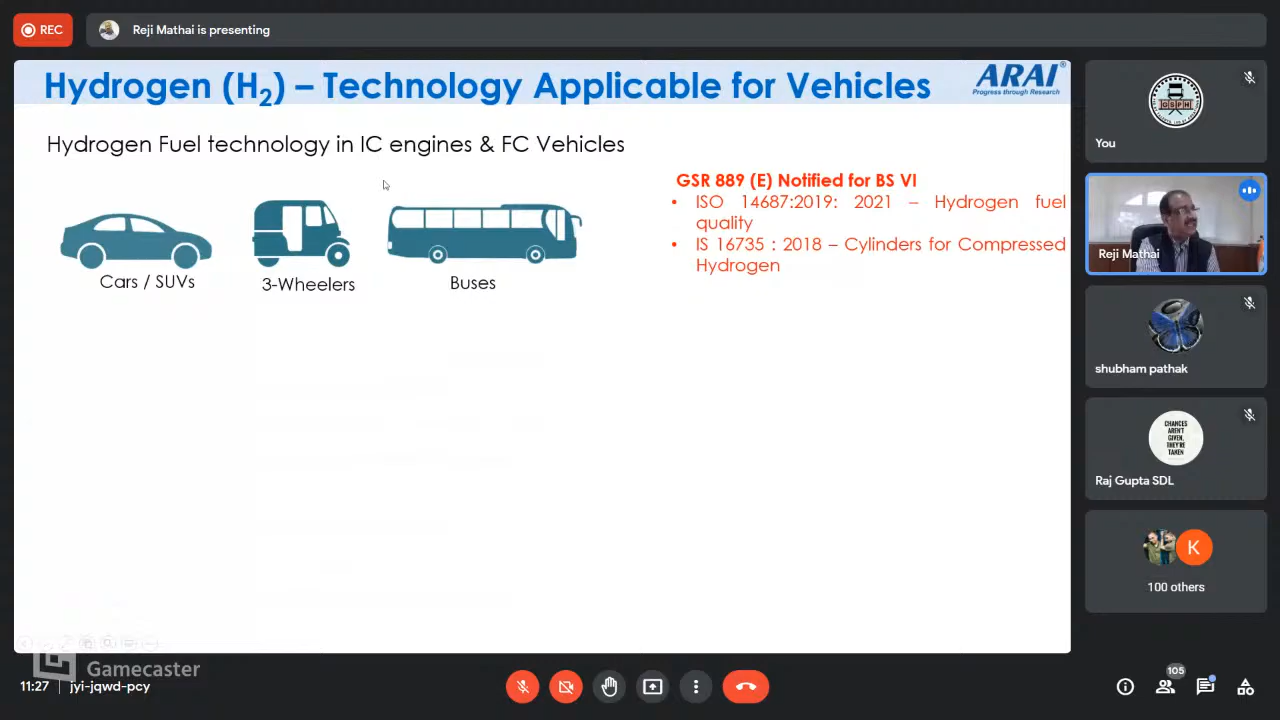 REC
Reji Mathai is presenting
Hydrogen (H2) – Technology Applicable for Vehicles
ARAI®
Progress through Research
Hydrogen Fuel technology in IC engines & FC Vehicles
Cars / SUVs
3-Wheelers
Buses
GSR 889 (E) Notified for BS VI
• ISO 14687:2019: 2021 – Hydrogen fuel
quality
• IS 16735 : 2018 – Cylinders for Compressed
Hydrogen
GSPH
You
Reji Mathai
shubham pathak
CHANCES
AREN'T
GIVEN,
THEY'RE
TAKEN
Raj Gupta SDL
K
100 others
Gamecaster
11:27 | jyi-jqwd-pcy
105